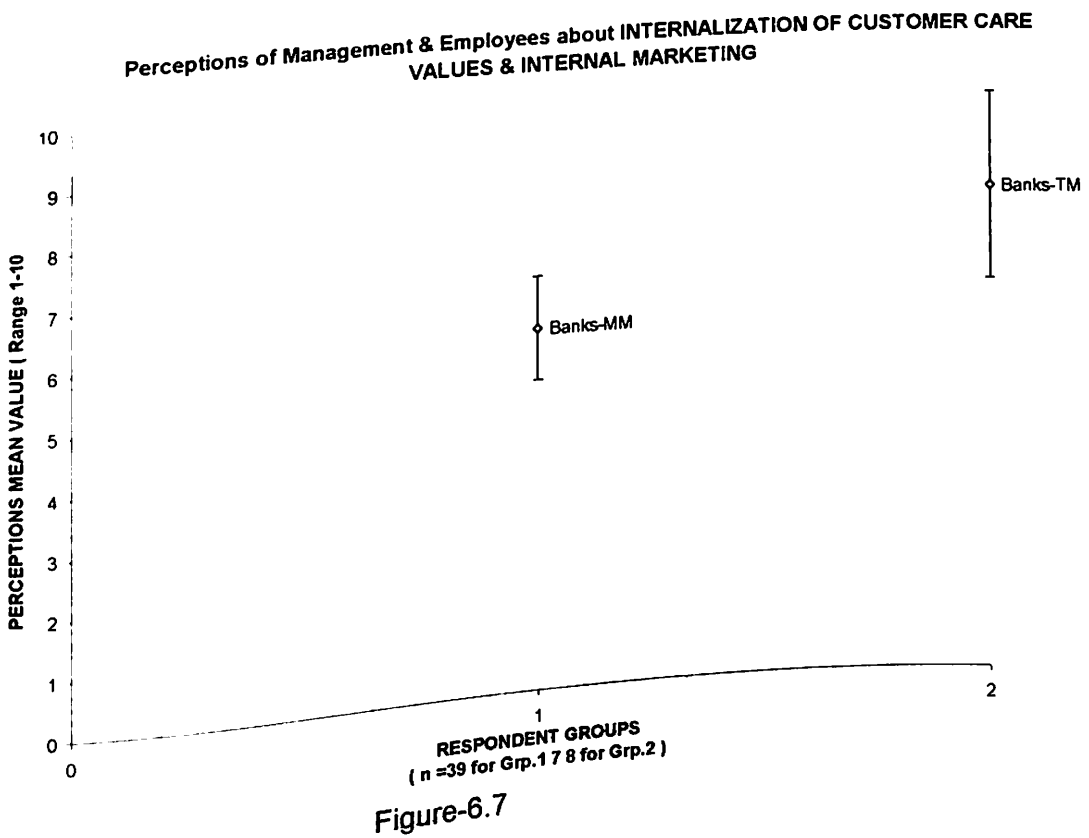 Perceptions of Management & Employees about INTERNALIZATION OF CUSTOMER CARE
VALUES & INTERNAL MARKETING
PERCEPTIONS MEAN VALUE ( Range 1-10
10
9
8
7
6
5
4
3
2
1
0
Banks-TM
Banks-MM
0
1
2
RESPONDENT GROUPS
( n =39 for Grp.1 7 8 for Grp.2 )
Figure-6.7